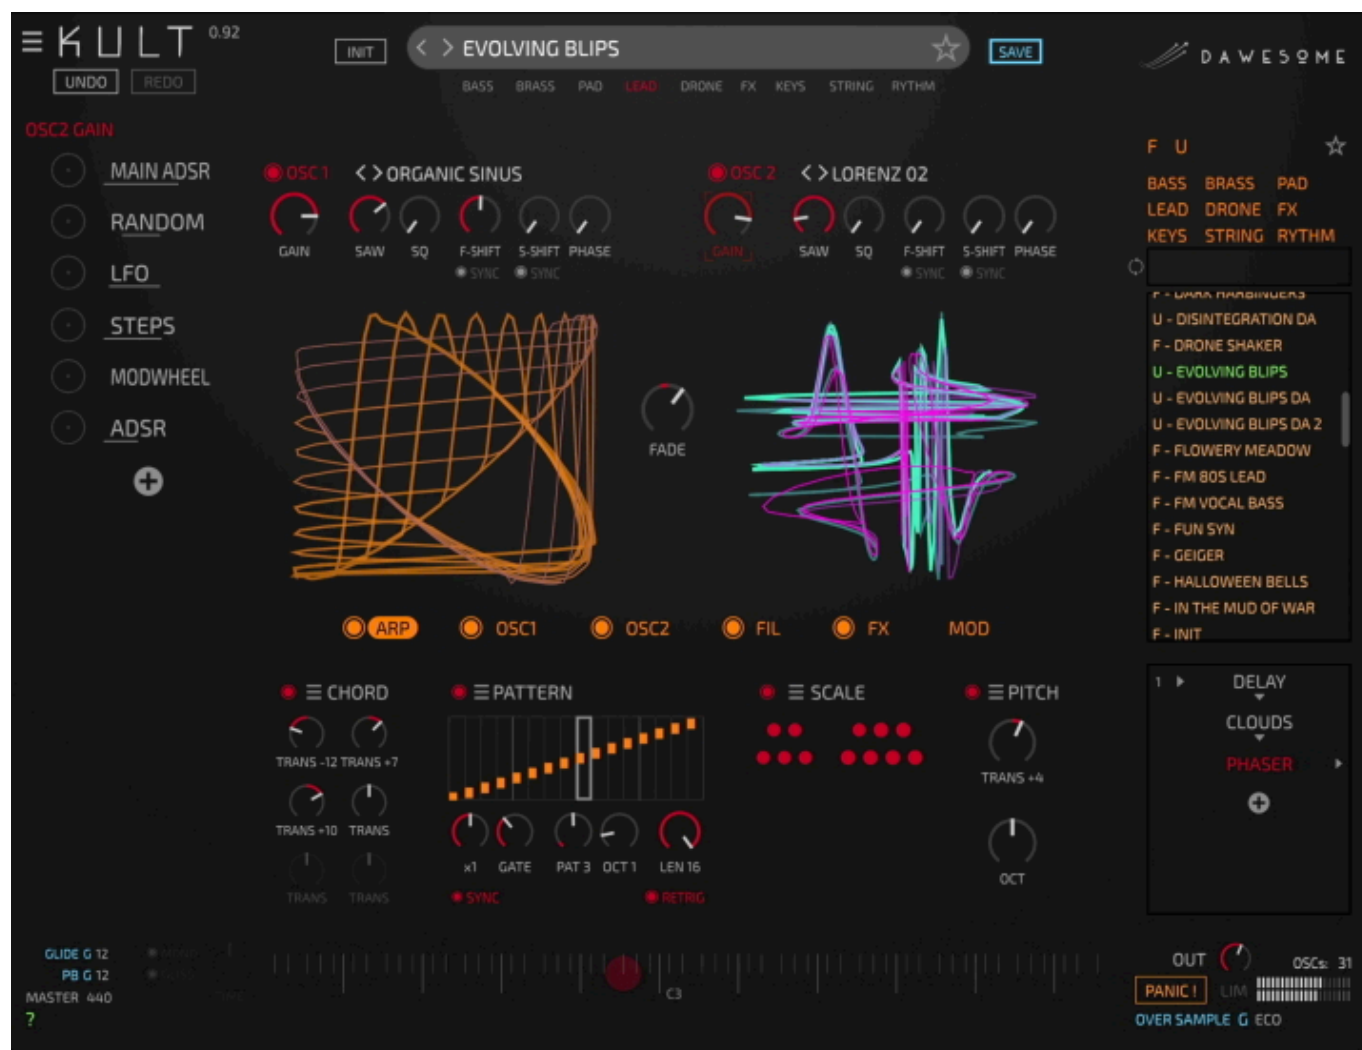 KULT 0.92
INIT
< > EVOLVING BLIPS
SAVE
DAWESOME
UNDO REDO
BASS BRASS PAD LEAD DRONE FX KEYS STRING RYTHM
OSC2 GAIN
MAIN ADSR
RANDOM
LFO
STEPS
MODWHEEL
ADSR
OSC 1 < > ORGANIC SINUS
GAIN SAW SQ F-SHIFT S-SHIFT PHASE
SYNC SYNC
OSC 2 < > LORENZ 02
GAIN SAW SQ F-SHIFT S-SHIFT PHASE
SYNC SYNC
FADE
F U
BASS BRASS PAD
LEAD DRONE FX
KEYS STRING RYTHM
F - DARK HARBINGERS
U - DISINTEGRATION DA
F - DRONE SHAKER
U - EVOLVING BLIPS
U - EVOLVING BLIPS DA
U - EVOLVING BLIPS DA 2
F - FLOWERY MEADOW
F - FM 80S LEAD
F - FM VOCAL BASS
F - FUN SYN
F - GEIGER
F - HALLOWEEN BELLS
F - IN THE MUD OF WAR
F - INIT
ARP OSC1 OSC2 FIL FX MOD
CHORD
TRANS -12 TRANS +7
TRANS +10 TRANS
TRANS TRANS
PATTERN
x1 GATE PAT 3 OCT 1 LEN 16
SYNC RETRIG
SCALE
PITCH
TRANS +4
OCT
1 DELAY
CLOUDS
PHASER
GLIDE G 12
PB G 12
MASTER 440
?
C3
OUT OSCs: 31
PANIC! LIM
OVER SAMPLE G ECO